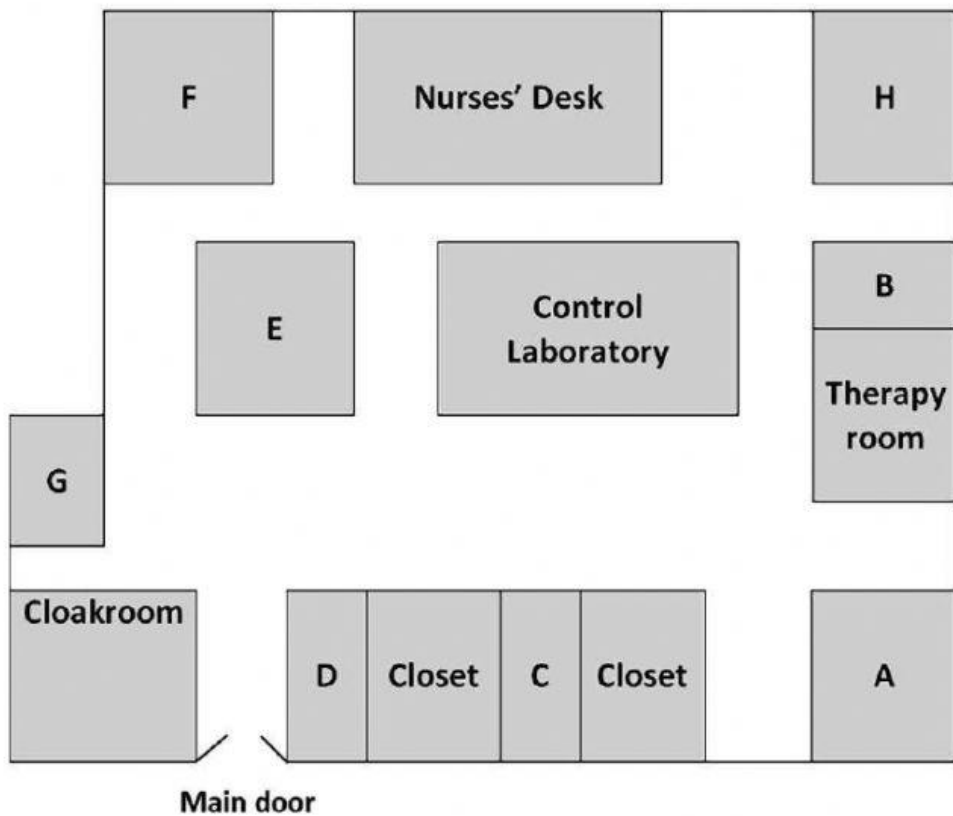 F
Nurses’ Desk
H
E
Control
Laboratory
B
Therapy
room
G
Cloakroom
D
Closet
C
Closet
A
Main door